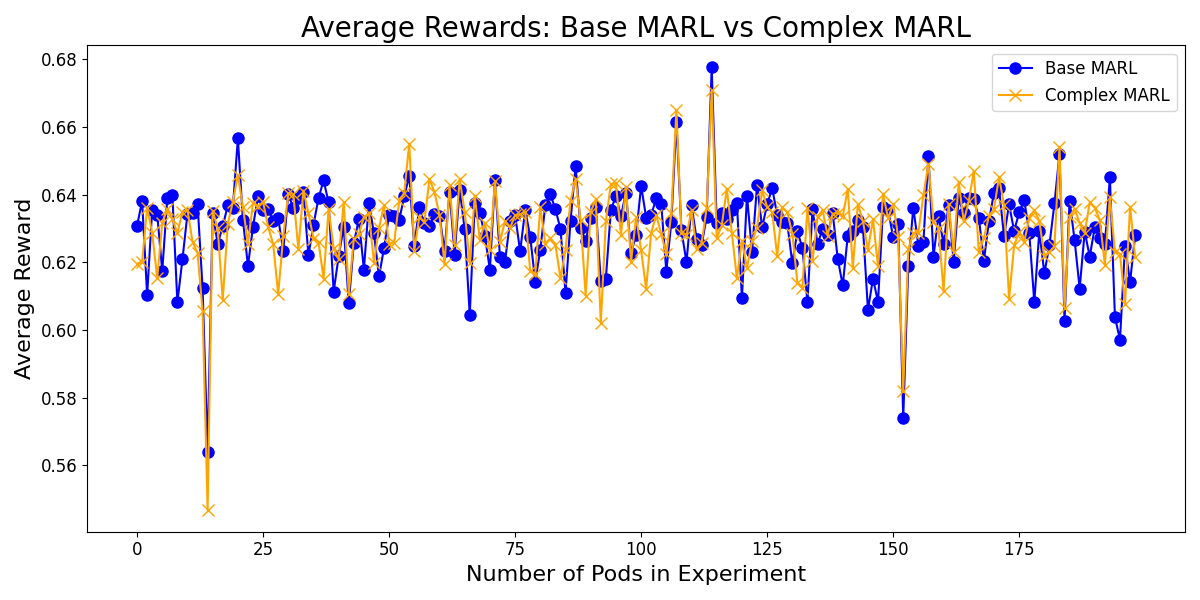 Average Rewards: Base MARL vs Complex MARL
Base MARL
Complex MARL
Average Reward
0.68
0.66
0.64
0.62
0.60
0.58
0.56
0 25 50 75 100 125 150 175
Number of Pods in Experiment